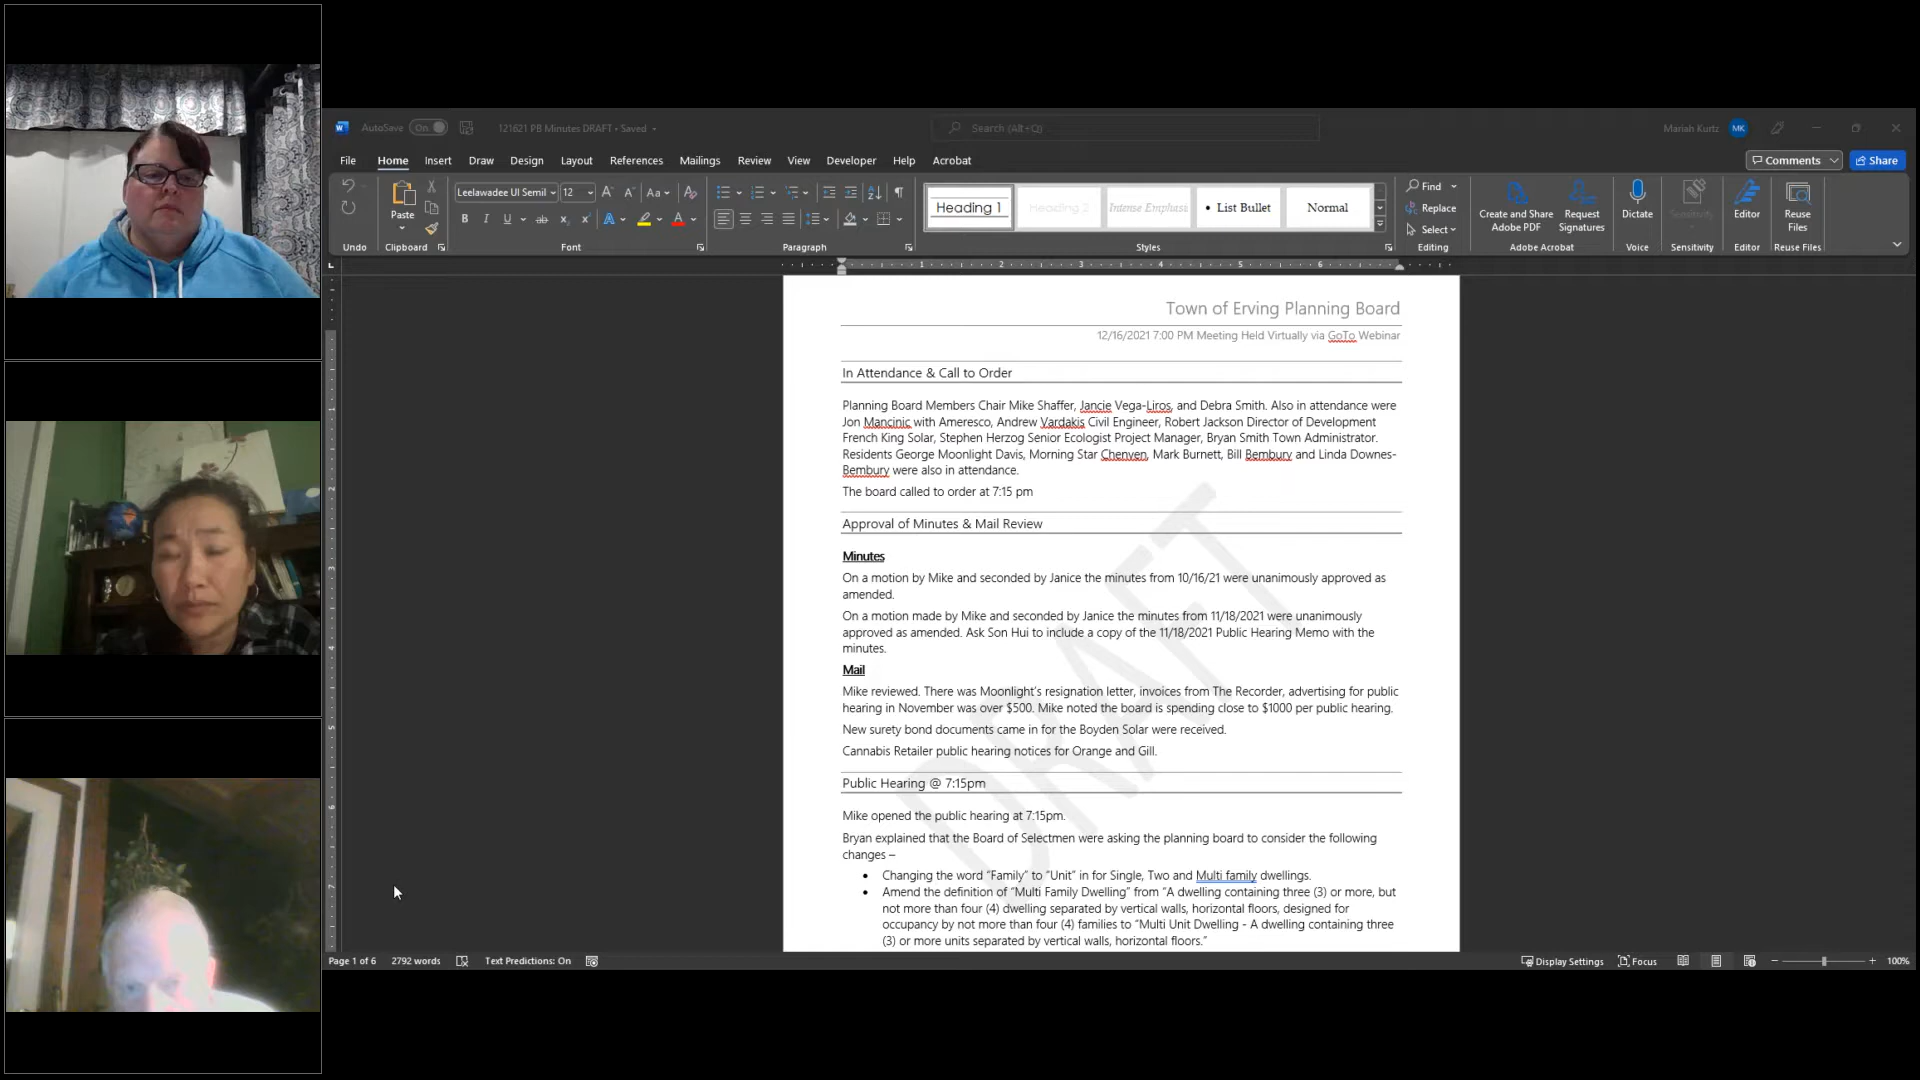 AutoSave On 121621 PB Minutes DRAFT • Saved Search (Alt+Q) Mariah Kurtz MK
File Home Insert Draw Design Layout References Mailings Review View Developer Help Acrobat Comments Share
Leelawadee UI Semil 12 Aa
Paste
Heading 1 Heading 2 Intense Emphasi • List Bullet Normal
Find
Replace
Select
Create and Share Adobe PDF
Request Signatures
Dictate
Sensitivity
Editor
Reuse Files
Undo Clipboard Font Paragraph Styles Editing Adobe Acrobat Voice Sensitivity Editor Reuse Files
1 2 3 4 5 6
Town of Erving Planning Board
12/16/2021 7:00 PM Meeting Held Virtually via GoTo Webinar
In Attendance & Call to Order
Planning Board Members Chair Mike Shaffer, Jancie Vega-Liros, and Debra Smith. Also in attendance were
Jon Mancinic with Ameresco, Andrew Vardakis Civil Engineer, Robert Jackson Director of Development
French King Solar, Stephen Herzog Senior Ecologist Project Manager, Bryan Smith Town Administrator.
Residents George Moonlight Davis, Morning Star Chenven, Mark Burnett, Bill Bembury and Linda Downes-
Bembury were also in attendance.
The board called to order at 7:15 pm
Approval of Minutes & Mail Review
Minutes
On a motion by Mike and seconded by Janice the minutes from 10/16/21 were unanimously approved as
amended.
On a motion made by Mike and seconded by Janice the minutes from 11/18/2021 were unanimously
approved as amended. Ask Son Hui to include a copy of the 11/18/2021 Public Hearing Memo with the
minutes.
Mail
Mike reviewed. There was Moonlight's resignation letter, invoices from The Recorder, advertising for public
hearing in November was over $500. Mike noted the board is spending close to $1000 per public hearing.
New surety bond documents came in for the Boyden Solar were received.
Cannabis Retailer public hearing notices for Orange and Gill.
Public Hearing @ 7:15pm
Mike opened the public hearing at 7:15pm.
Bryan explained that the Board of Selectmen were asking the planning board to consider the following
changes –
• Changing the word "Family" to "Unit" in for Single, Two and Multi family dwellings.
• Amend the definition of "Multi Family Dwelling" from "A dwelling containing three (3) or more, but
not more than four (4) dwelling separated by vertical walls, horizontal floors, designed for
occupancy by not more than four (4) families to "Multi Unit Dwelling - A dwelling containing three
(3) or more units separated by vertical walls, horizontal floors."
DRAFT
Page 1 of 6 2792 words Text Predictions: On Display Settings Focus 100%